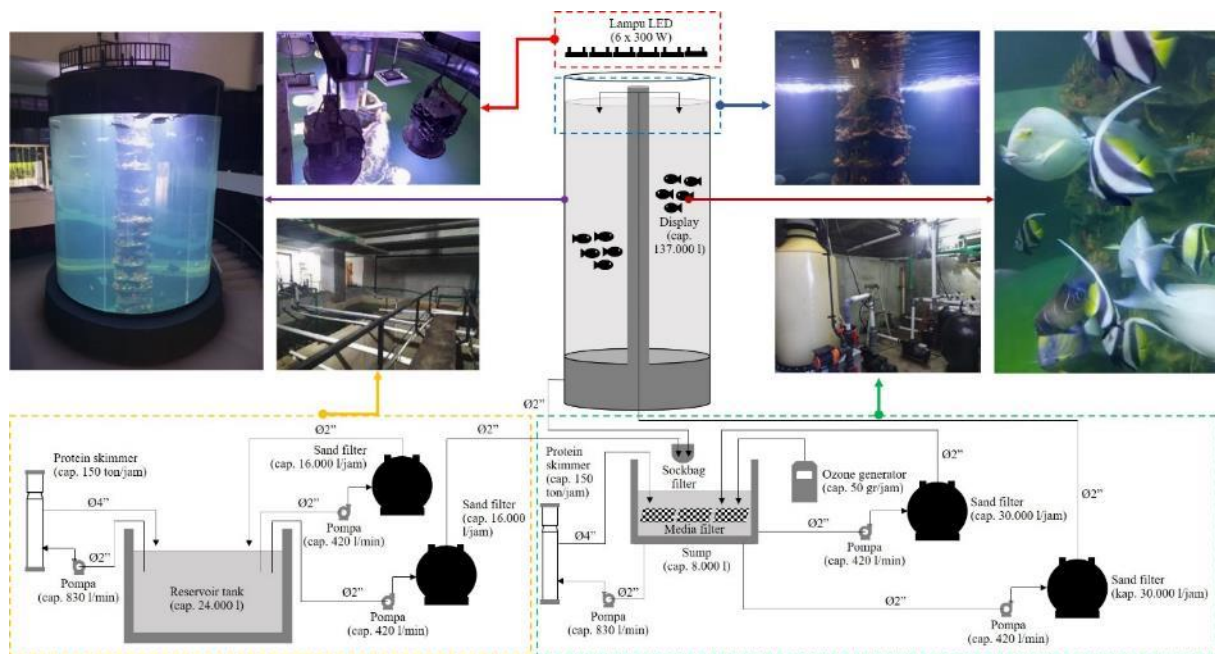 Lampu LED
(6 x 300 W)
Display
(cap.
137.000 l)
Ø2”
Ø2”
Ø2”
Ø2”
Protein skimmer
(cap. 150 ton/jam)
Ø4”
Ø2”
Pompa
(cap. 830 l/min)
Reservoir tank
(cap. 24.000 l)
Sand filter
(cap. 16.000 l/jam)
Ø2”
Pompa
(cap. 420 l/min)
Sand filter
(cap. 16.000
l/jam)
Ø2”
Pompa
(cap. 420 l/min)
Protein
skimmer
(cap. 150
ton/jam)
Ø4”
Ø2”
Pompa
(cap. 830 l/min)
Sockbag
filter
Media filter
Sump
(cap. 8.000 l)
Ozone generator
(cap. 50 gr/jam)
Ø2”
Ø2”
Pompa
(cap. 420 l/min)
Sand filter
(cap. 30.000 l/jam)
Ø2”
Ø2”
Pompa
(cap. 420 l/min)
Sand filter
(kap. 30.000 l/jam)